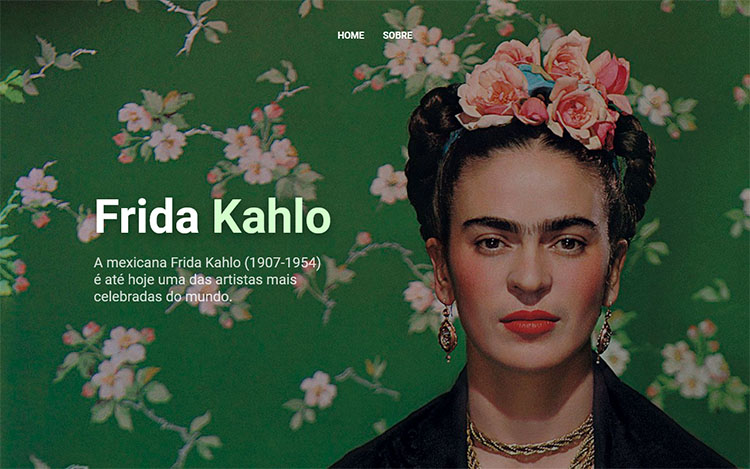 HOME SOBRE
Frida Kahlo
A mexicana Frida Kahlo (1907-1954)
é até hoje uma das artistas mais
celebradas do mundo.